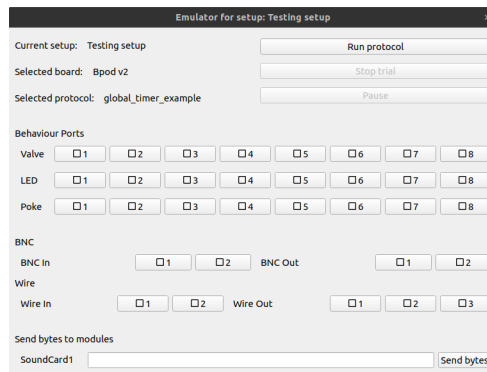 Emulator for setup: Testing setup
Current setup: Testing setup Run protocol
Selected board: Bpod v2 Stop trial
Selected protocol: global_timer_example Pause
Behaviour Ports
Valve 1 2 3 4 5 6 7 8
LED 1 2 3 4 5 6 7 8
Poke 1 2 3 4 5 6 7 8
BNC
BNC In 1 2 BNC Out 1 2
Wire
Wire In 1 2 Wire Out 1 2 3
Send bytes to modules
SoundCard1 Send bytes